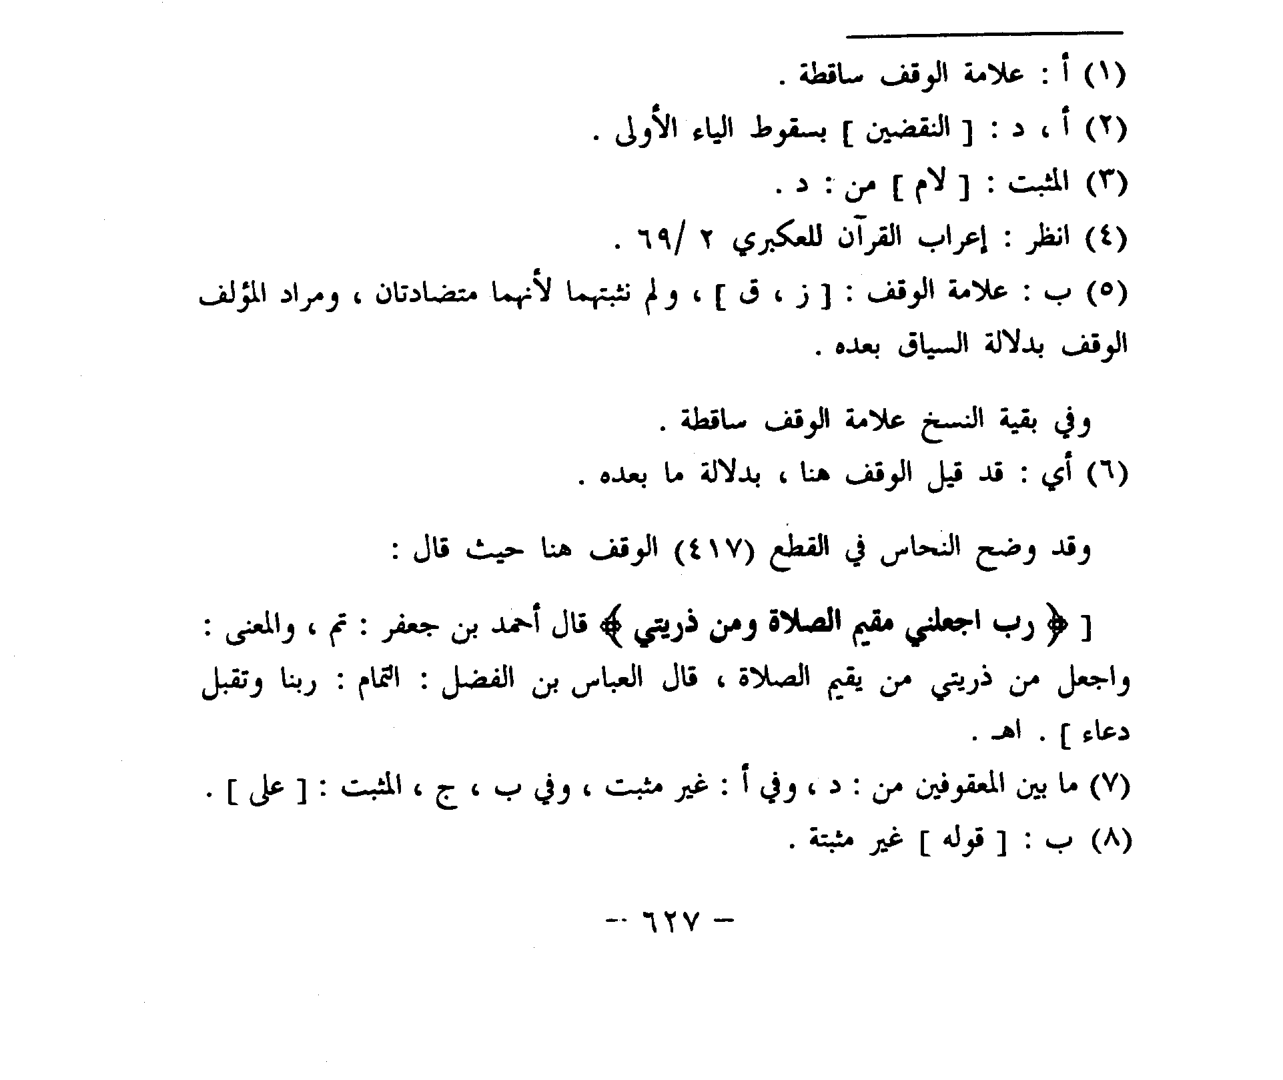 (١) أ : علامة الوقف ساقطة .
(٢) أ ، د : [ النقضين ] بسقوط الياء الأولى .
(٣) المثبت : [ لام ] من : د .
(٤) انظر : إعراب القرآن للعكبري ٢ /٦٩ .
(٥) ب : علامة الوقف : [ ز ، ق ] ، ولم نثبتهما لأنهما متضادتان ، ومراد المؤلف
الوقف بدلالة السياق بعده .
وفي بقية النسخ علامة الوقف ساقطة .
(٦) أي : قد قيل الوقف هنا ، بدلالة ما بعده .
وقد وضح النحاس في القطع (٤١٧) الوقف هنا حيث قال :
[ ﴿ رب اجعلني مقيم الصلاة ومن ذريتي ﴾ قال أحمد بن جعفر : تم ، والمعنى :
واجعل من ذريتي من يقيم الصلاة ، قال العباس بن الفضل : التمام : ربنا وتقبل
دعاء ] . اهـ .
(٧) ما بين المعقوفين من : د ، وفي أ : غير مثبت ، وفي ب ، ج ، المثبت : [ على ] .
(٨) ب : [ قوله ] غير مثبتة .
– ٦٢٧ –